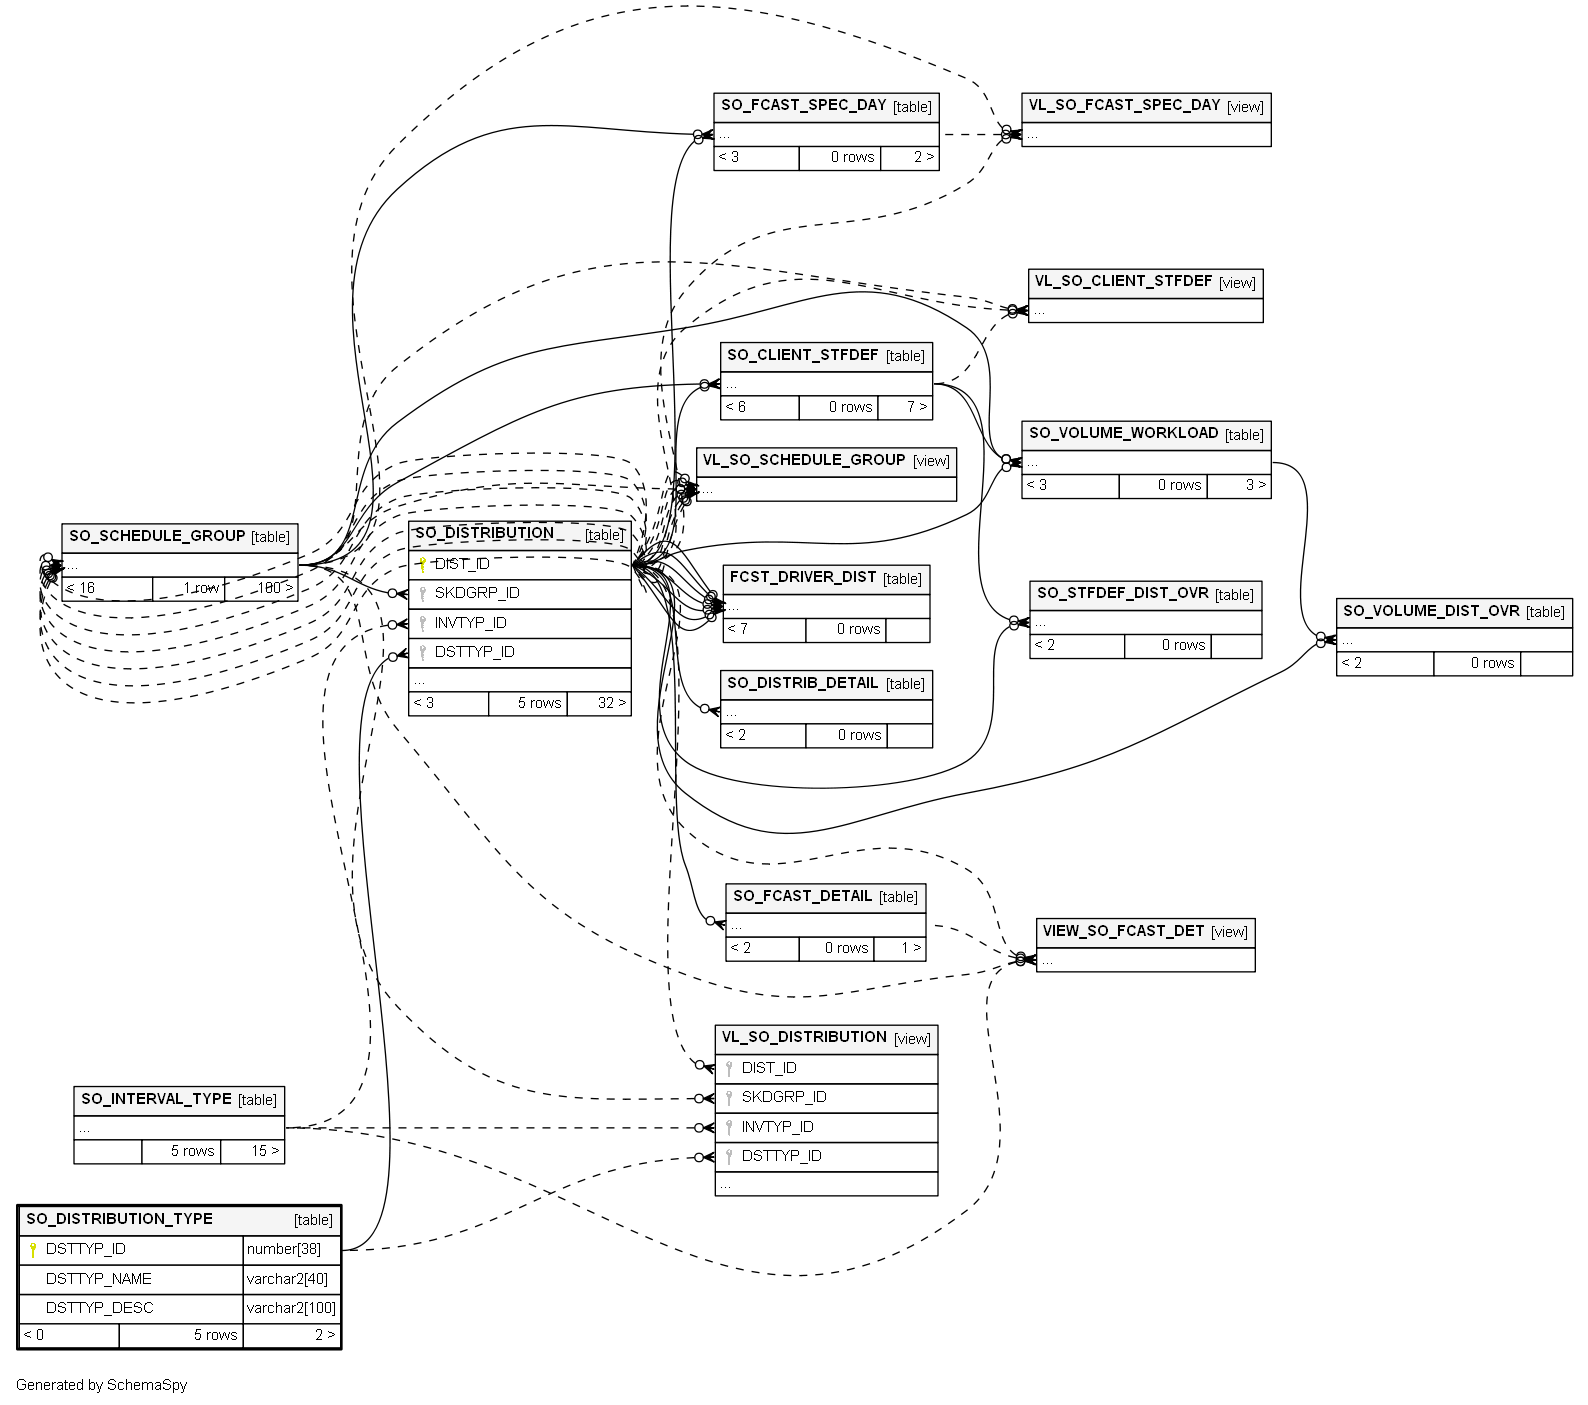 SO_FCAST_SPEC_DAY [table]
...
< 3 0 rows 2 >
VL_SO_FCAST_SPEC_DAY [view]
...
VL_SO_CLIENT_STFDEF [view]
...
SO_CLIENT_STFDEF [table]
...
< 6 0 rows 7 >
SO_VOLUME_WORKLOAD [table]
...
< 3 0 rows 3 >
VL_SO_SCHEDULE_GROUP [view]
...
SO_SCHEDULE_GROUP [table]
...
< 16 1 row 180 >
SO_DISTRIBUTION [table]
DIST_ID
SKDGRP_ID
INVTYP_ID
DSTTYP_ID
...
< 3 5 rows 32 >
FCST_DRIVER_DIST [table]
...
< 7 0 rows
SO_STFDEF_DIST_OVR [table]
...
< 2 0 rows
SO_VOLUME_DIST_OVR [table]
...
< 2 0 rows
SO_DISTRIB_DETAIL [table]
...
< 2 0 rows
SO_FCAST_DETAIL [table]
...
< 2 0 rows 1 >
VIEW_SO_FCAST_DET [view]
...
VL_SO_DISTRIBUTION [view]
DIST_ID
SKDGRP_ID
INVTYP_ID
DSTTYP_ID
...
SO_INTERVAL_TYPE [table]
...
5 rows 15 >
SO_DISTRIBUTION_TYPE [table]
DSTTYP_ID number[38]
DSTTYP_NAME varchar2[40]
DSTTYP_DESC varchar2[100]
< 0 5 rows 2 >
Generated by SchemaSpy